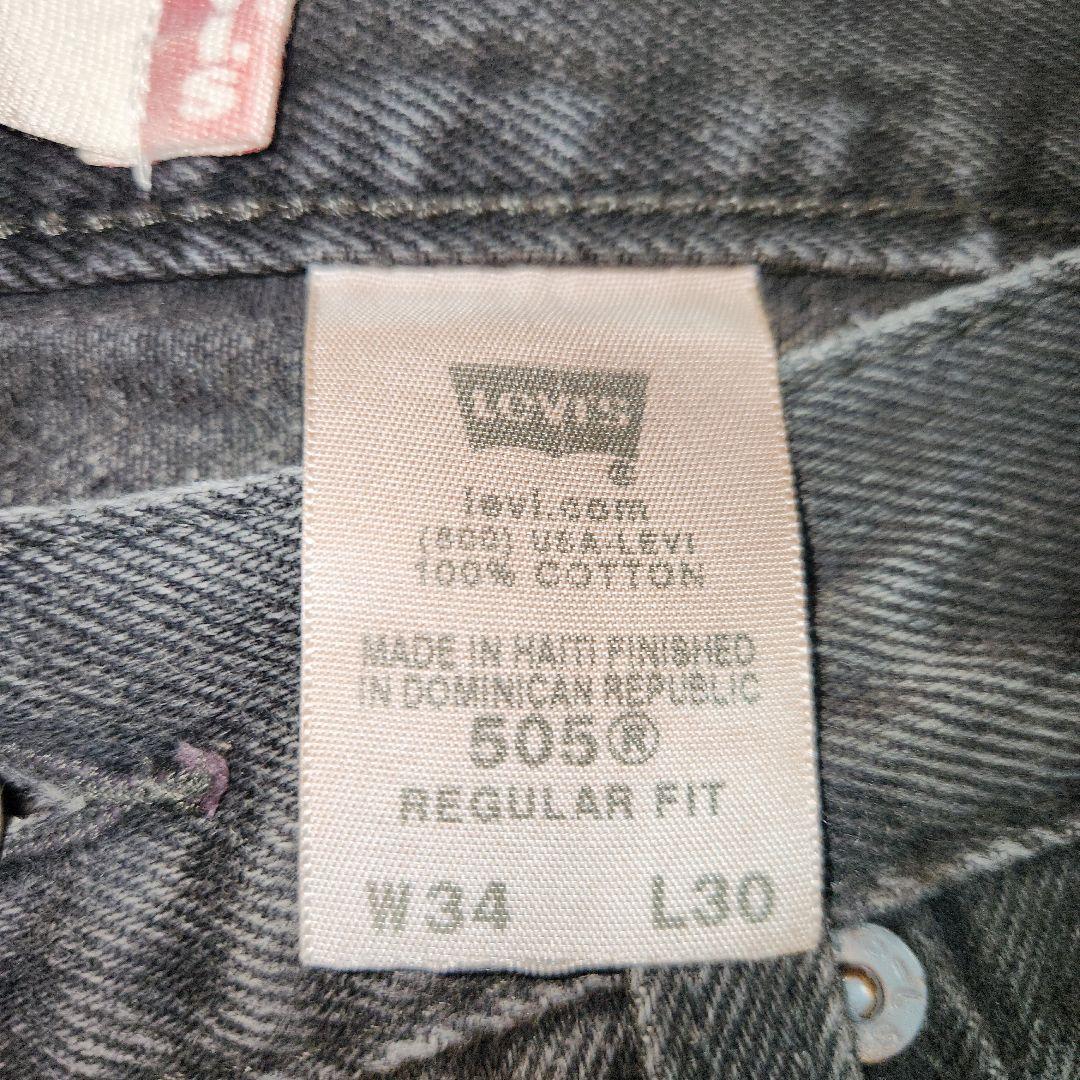 Levi's
®
levi.com
(800) USA-LEVI
100% COTTON
MADE IN HAITI FINISHED
IN DOMINICAN REPUBLIC
505®
REGULAR FIT
W34 L30